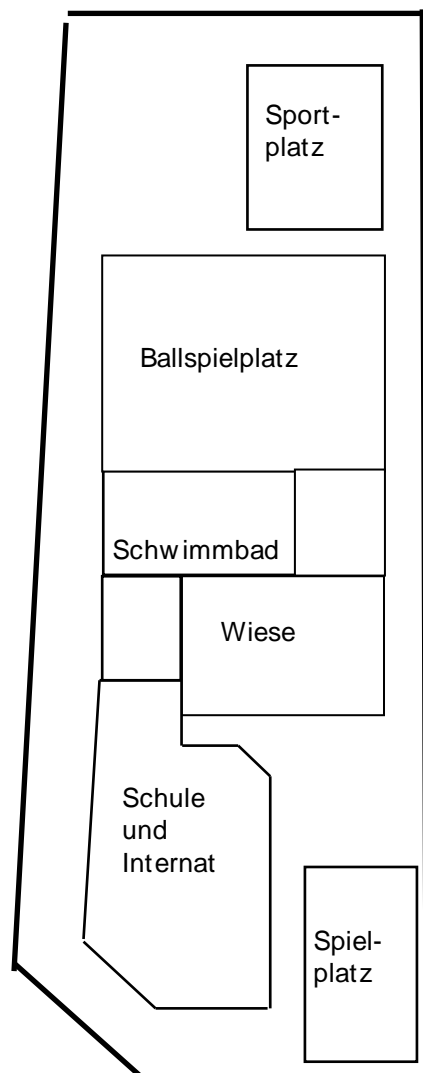 Sport-
platz
Ballspielplatz
Schwimmbad
Wiese
Schule
und
Internat
Spiel-
platz